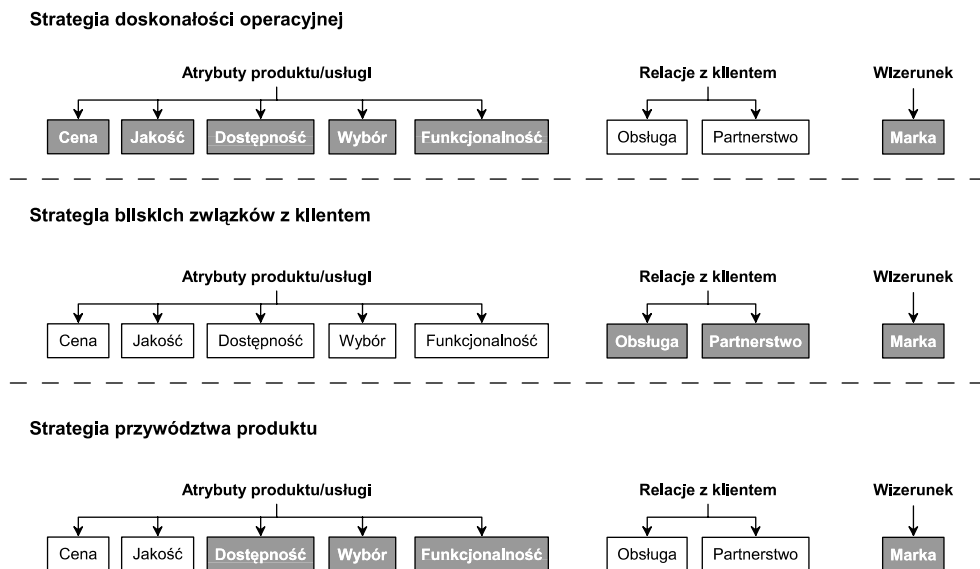 Strategia doskonałości operacyjnej
Atrybuty produktu/usługi Relacje z klientem Wizerunek
Cena Jakość Dostępność Wybór Funkcjonalność Obsługa Partnerstwo Marka
Strategia bliskich związków z klientem
Atrybuty produktu/usługi Relacje z klientem Wizerunek
Cena Jakość Dostępność Wybór Funkcjonalność Obsługa Partnerstwo Marka
Strategia przywództwa produktu
Atrybuty produktu/usługi Relacje z klientem Wizerunek
Cena Jakość Dostępność Wybór Funkcjonalność Obsługa Partnerstwo Marka